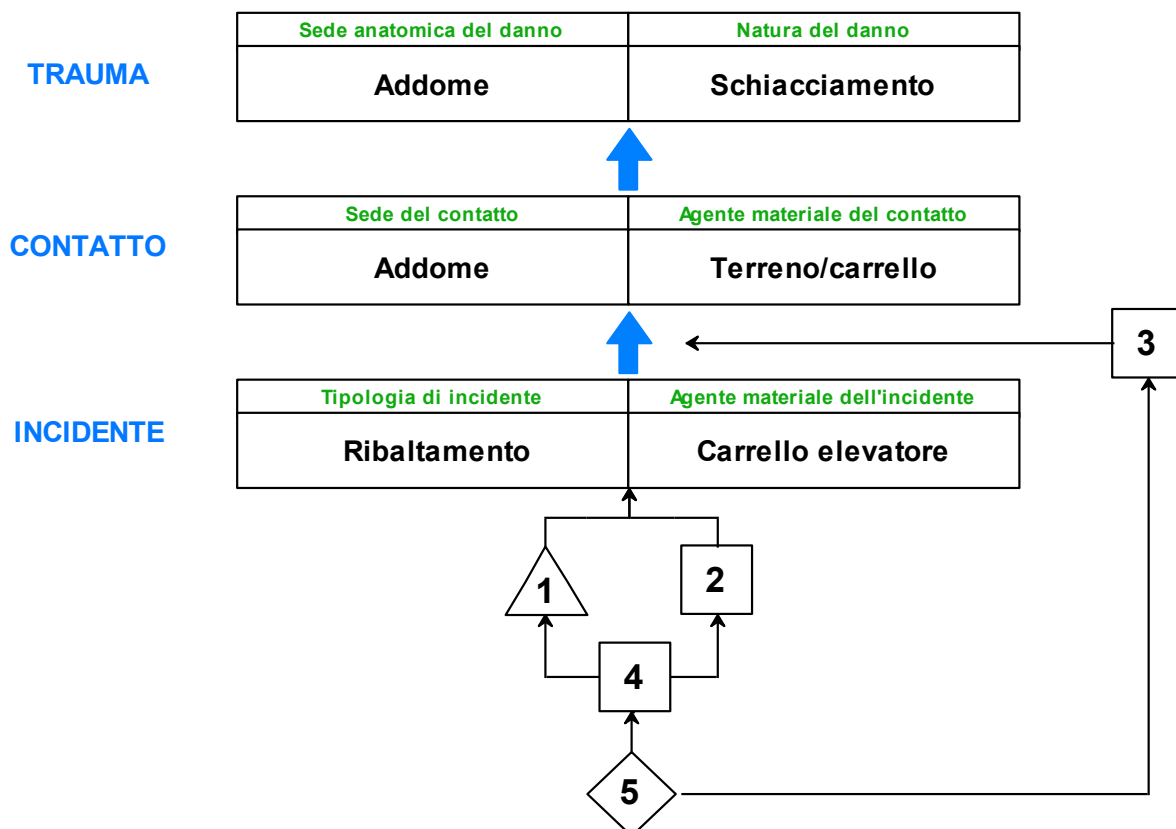 Sede anatomica del danno Natura del danno
TRAUMA Addome Schiacciamento
Sede del contatto Agente materiale del contatto
CONTATTO Addome Terreno/carrello
3
Tipologia di incidente Agente materiale dell'incidente
INCIDENTE Ribaltamento Carrello elevatore
1 2
4
5